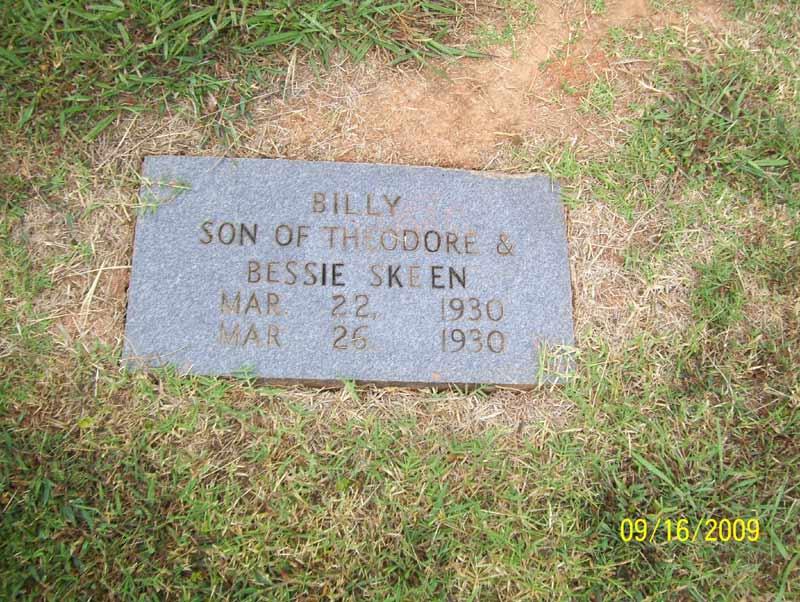 BILLY
SON OF THEODORE &
BESSIE SKEEN
MAR. 22, 1930
MAR 26. 1930
09/16/2009